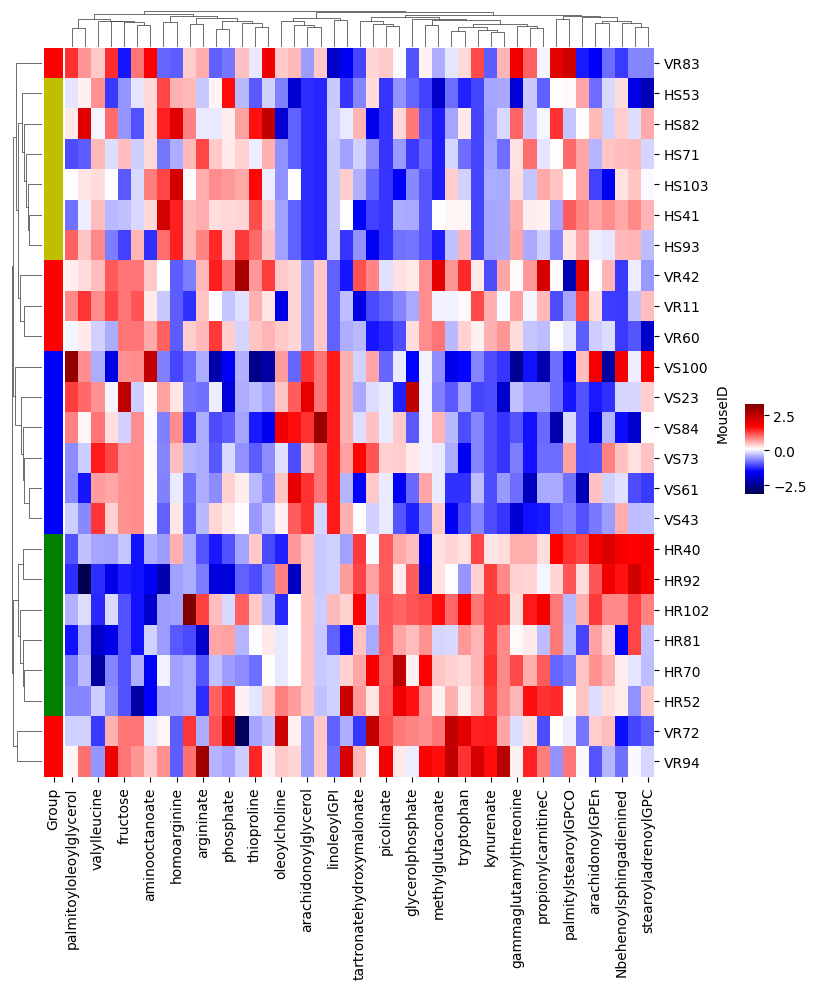 VR83
HS53
HS82
HS71
HS103
HS41
HS93
VR42
VR11
VR60
VS100
VS23
VS84
VS73
VS61
VS43
HR40
HR92
HR102
HR81
HR70
HR52
VR72
VR94
MouseID
2.5
0.0
−2.5
Group
palmitoyloleoylglycerol
valylleucine
fructose
aminooctanoate
homoarginine
argininate
phosphate
thioproline
oleoylcholine
arachidonoylglycerol
linoleoylGPI
tartronatehydroxymalonate
picolinate
glycerolphosphate
methylglutaconate
tryptophan
kynurenate
gammaglutamylthreonine
propionylcarnitineC
palmitylstearoylGPCO
arachidonoylGPEn
Nbehenoylsphingadienined
stearoyladrenoylGPC